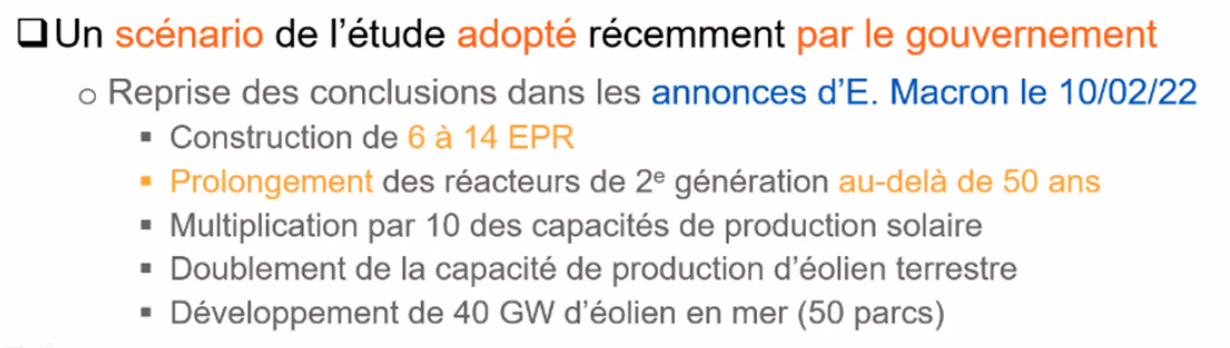 ❑Un scénario de l'étude adopté récemment par le gouvernement
o Reprise des conclusions dans les annonces d'E. Macron le 10/02/22
▪ Construction de 6 à 14 EPR
▪ Prolongement des réacteurs de 2e génération au-delà de 50 ans
▪ Multiplication par 10 des capacités de production solaire
▪ Doublement de la capacité de production d'éolien terrestre
▪ Développement de 40 GW d'éolien en mer (50 parcs)